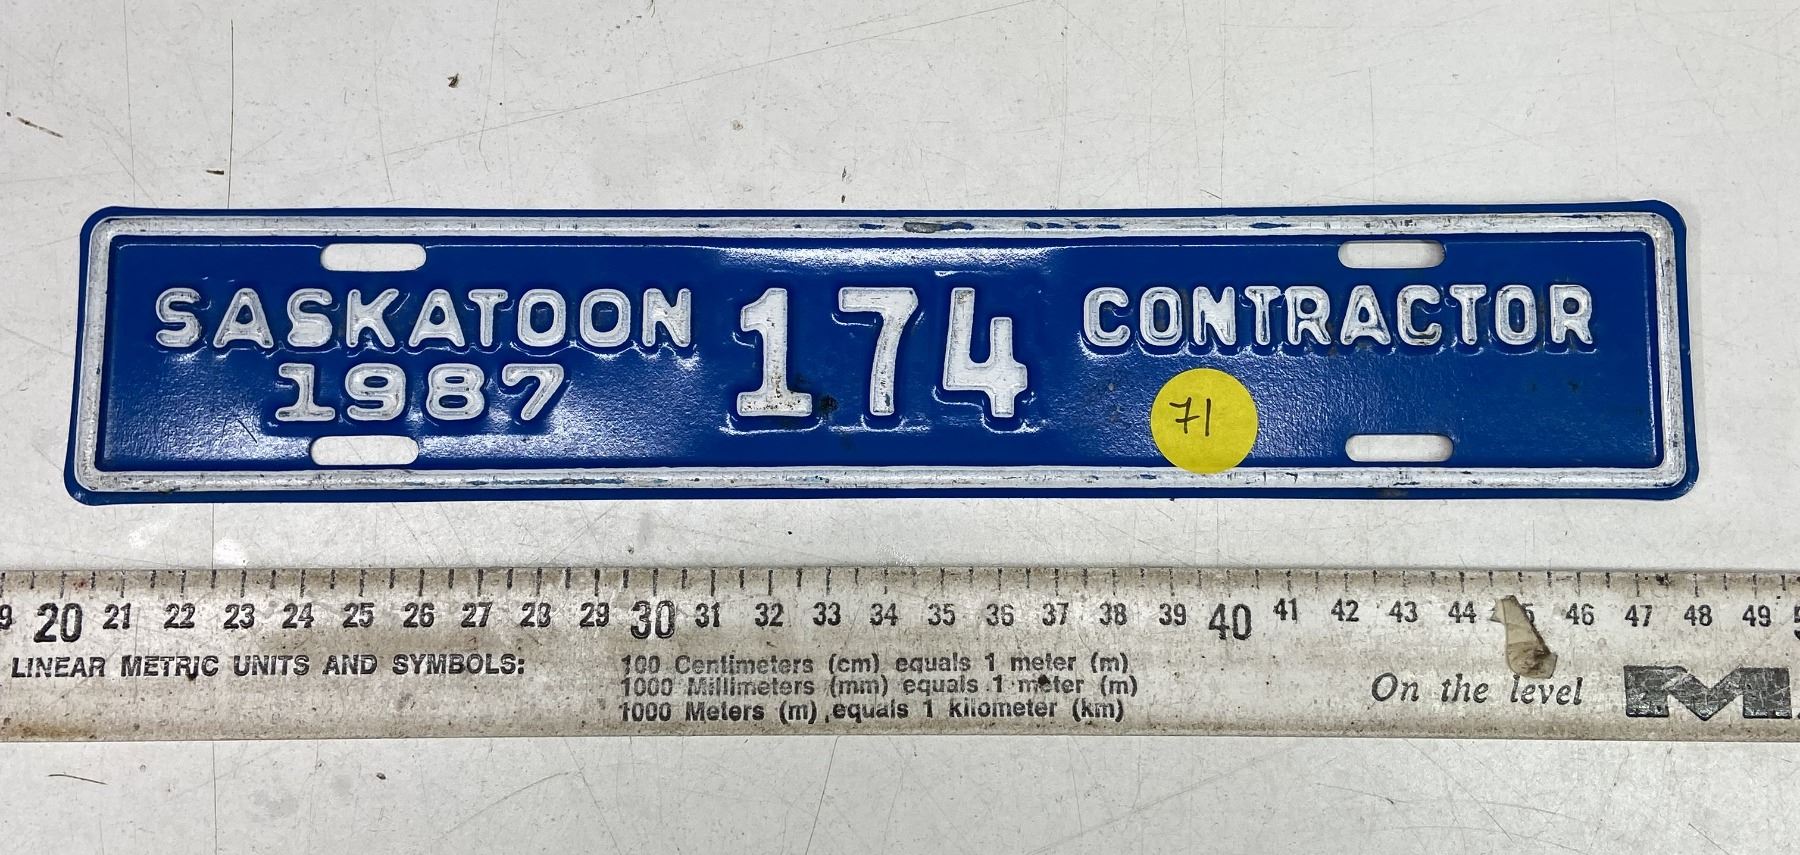 SASKATOON 174 CONTRACTOR
1987
71
20 21 22 23 24 25 26 27 28 29 30 31 32 33 34 35 36 37 38 39 40 41 42 43 44 46 47 48 49
LINEAR METRIC UNITS AND SYMBOLS:
100 Centimeters (cm) equals 1 meter (m)
1000 Millimeters (mm) equals 1 meter (m)
1000 Meters (m) equals 1 kilometer (km)
On the level